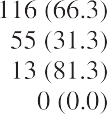 116 (66.3)
55 (31.3)
13 (81.3)
0 (0.0)